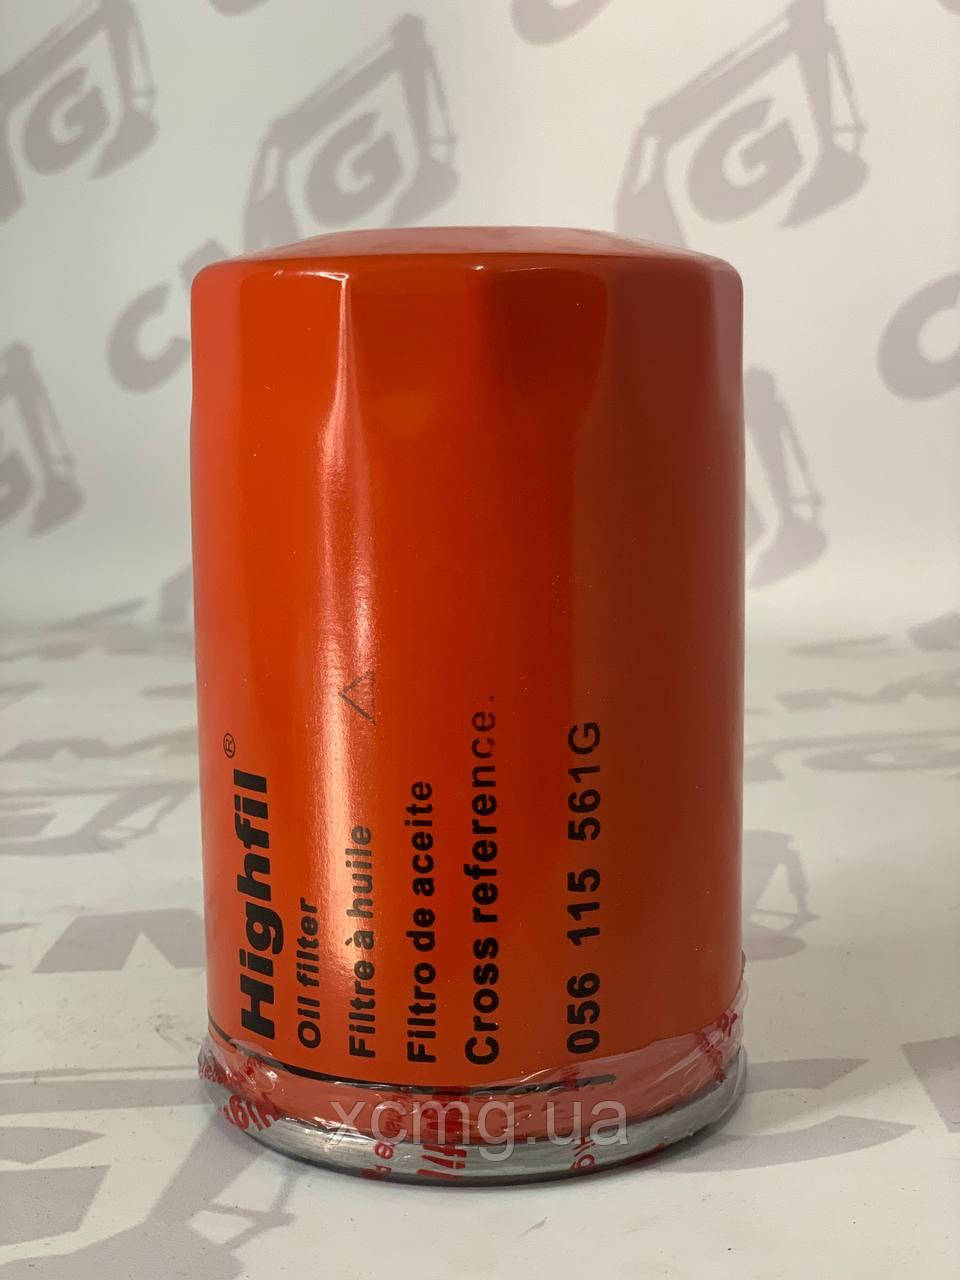 Highfil®
Oil filter
Filtre à huile
Filtro de aceite
Cross reference.
056 115 561G
xcmg.ua